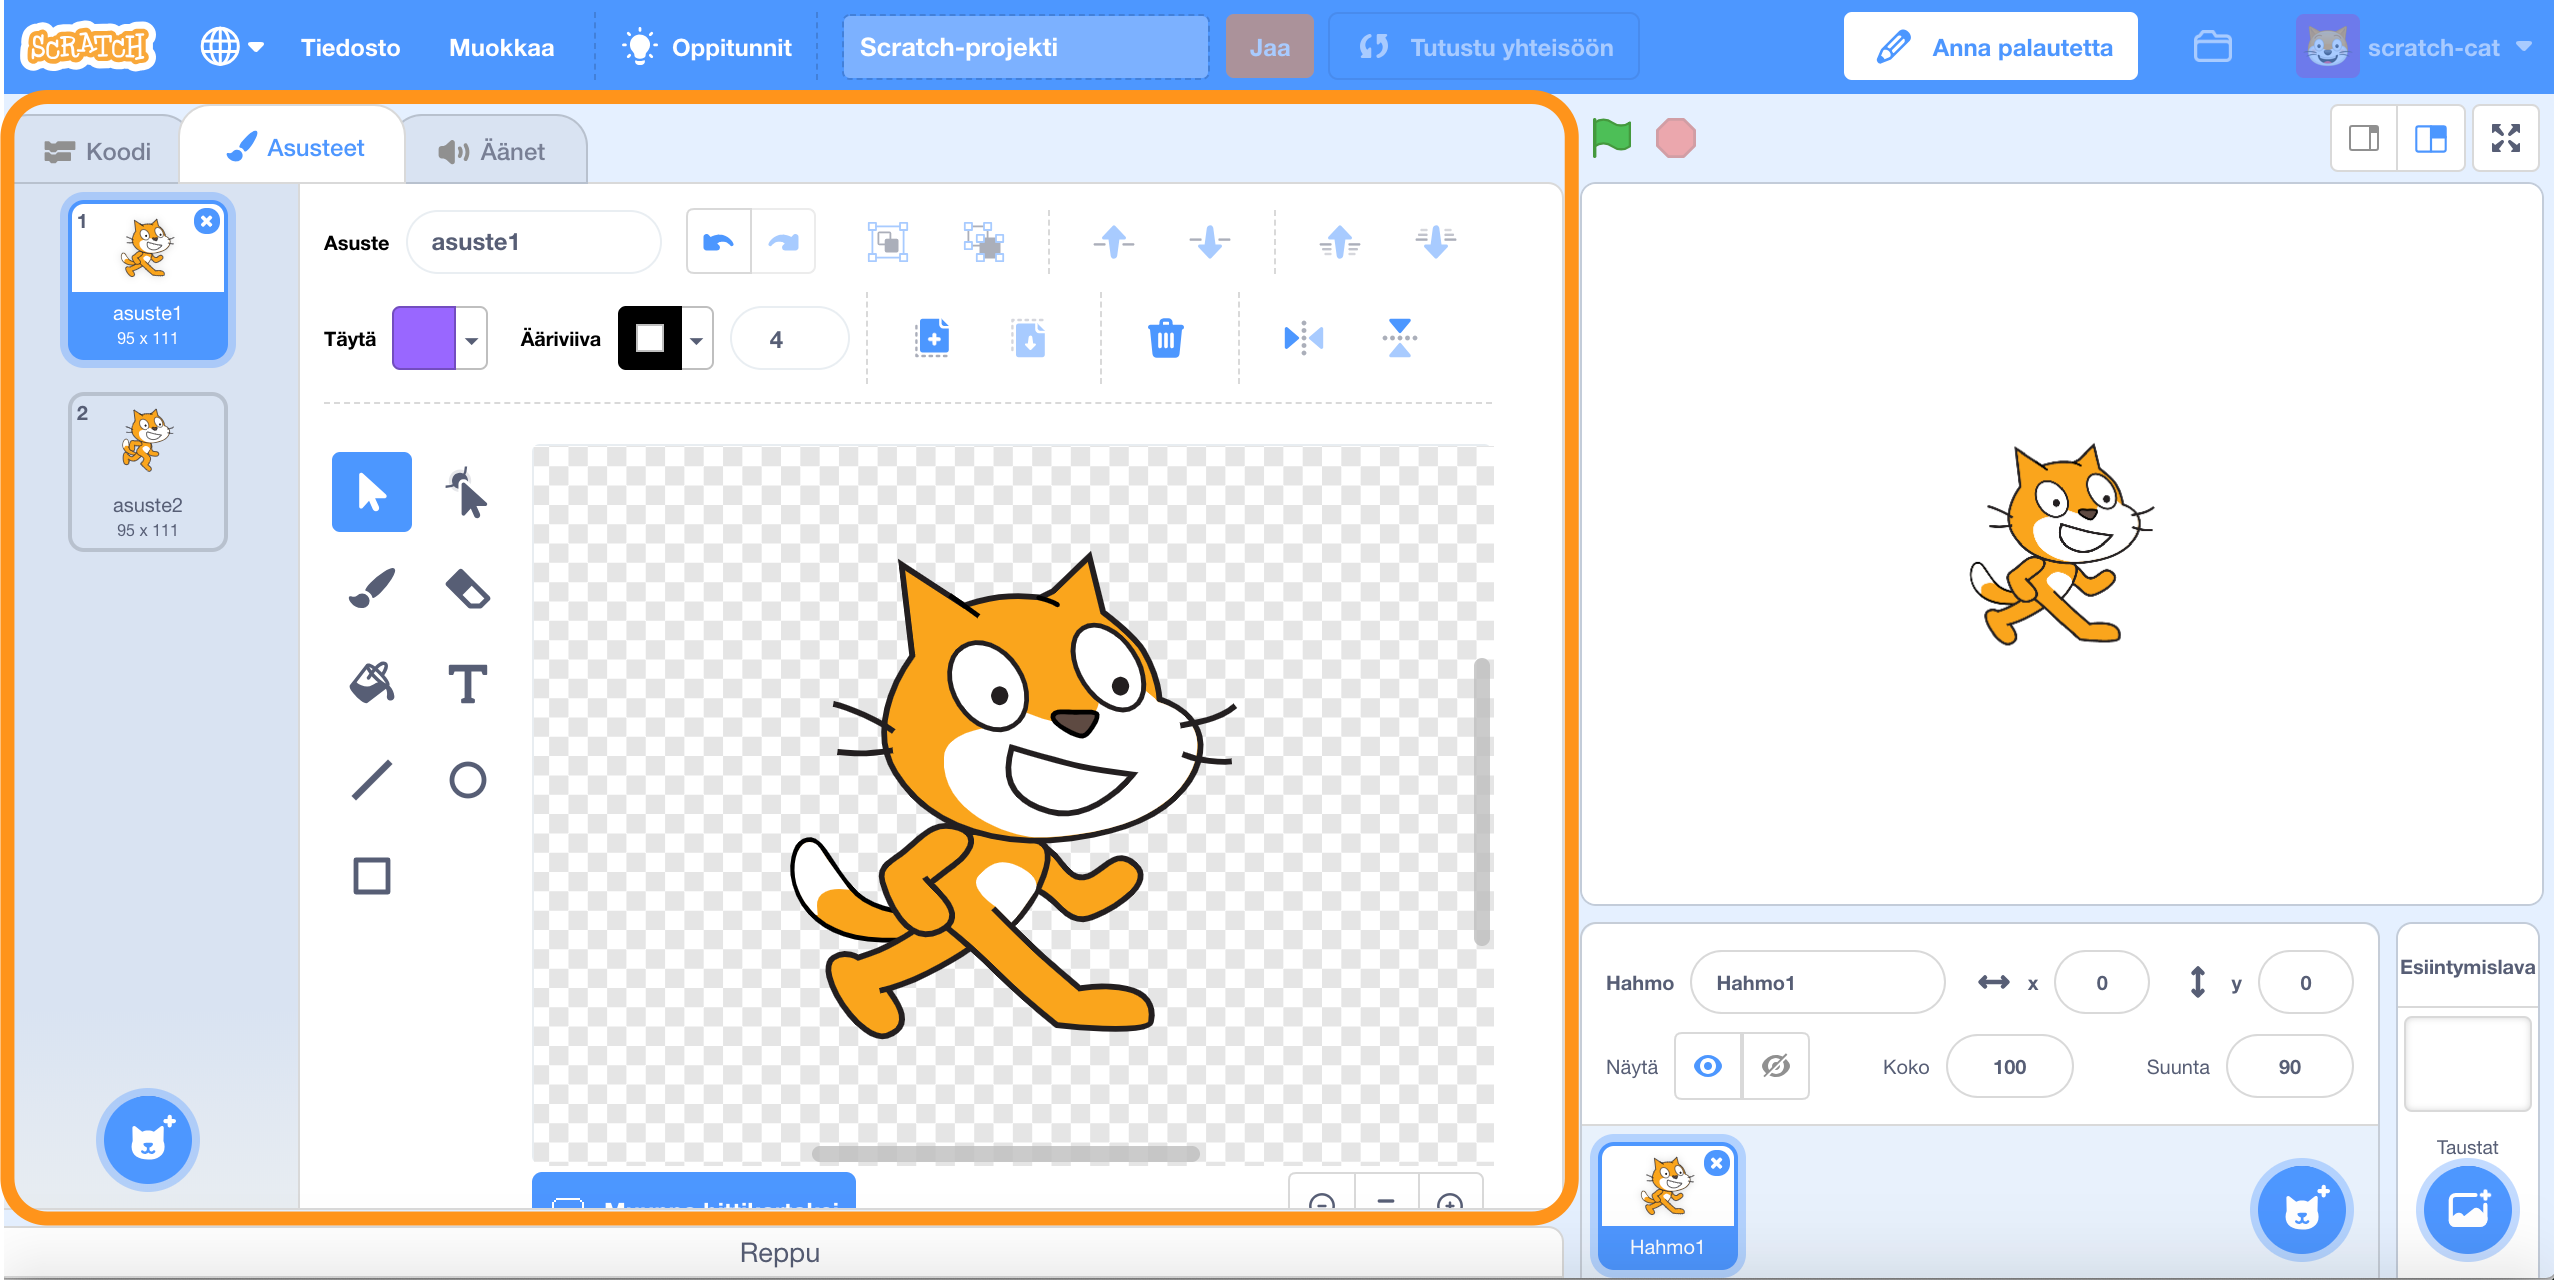 SCRATCH Tiedosto Muokkaa Oppitunnit Scratch-projekti Jaa Tutustu yhteisöön Anna palautetta scratch-cat
Koodi Asusteet Äänet
1
asuste1
95 x 111
2
asuste2
95 x 111
Asuste asuste1
Täytä Ääriviiva 4
T
Reppu
Hahmo Hahmo1 x 0 y 0
Näytä Koko 100 Suunta 90
Hahmo1
Esiintymislava
Taustat